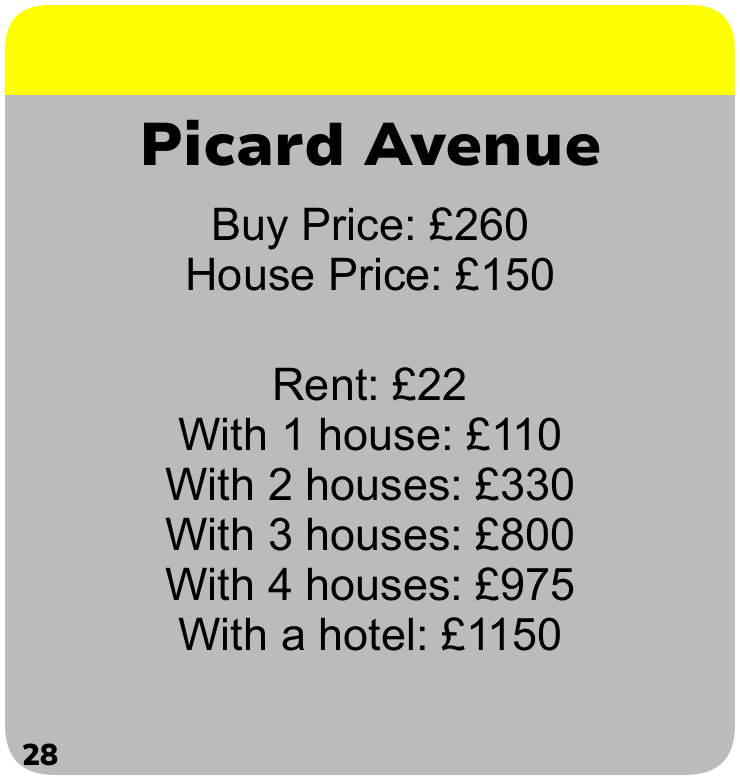 Picard Avenue
Buy Price: £260
House Price: £150
Rent: £22
With 1 house: £110
With 2 houses: £330
With 3 houses: £800
With 4 houses: £975
With a hotel: £1150
28